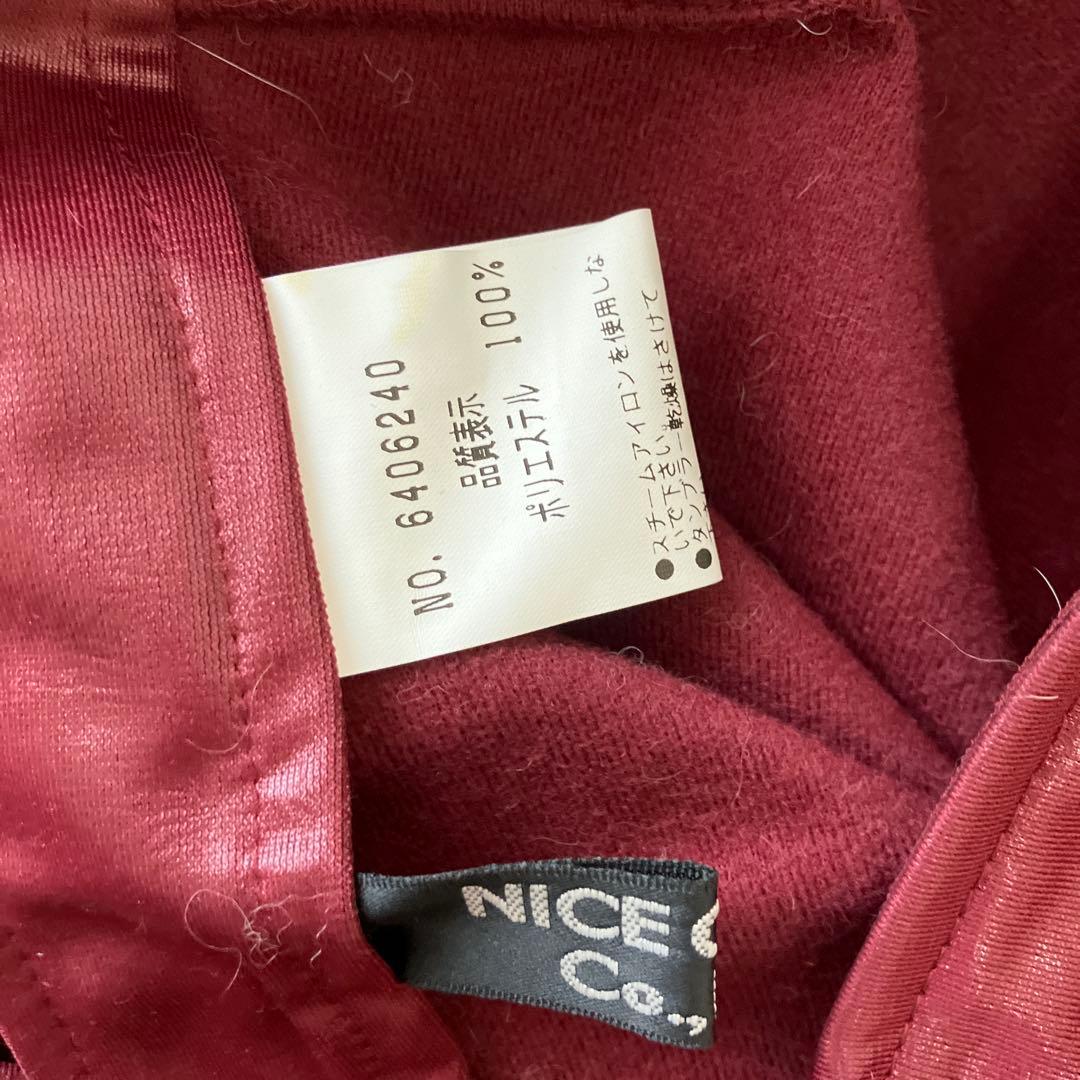 NO. 6406240
品質表示
ポリエステル 100%
●スチームアイロンを使用しな
いで下さい。
●タンブラー乾燥はさけて
NICE
Co.,